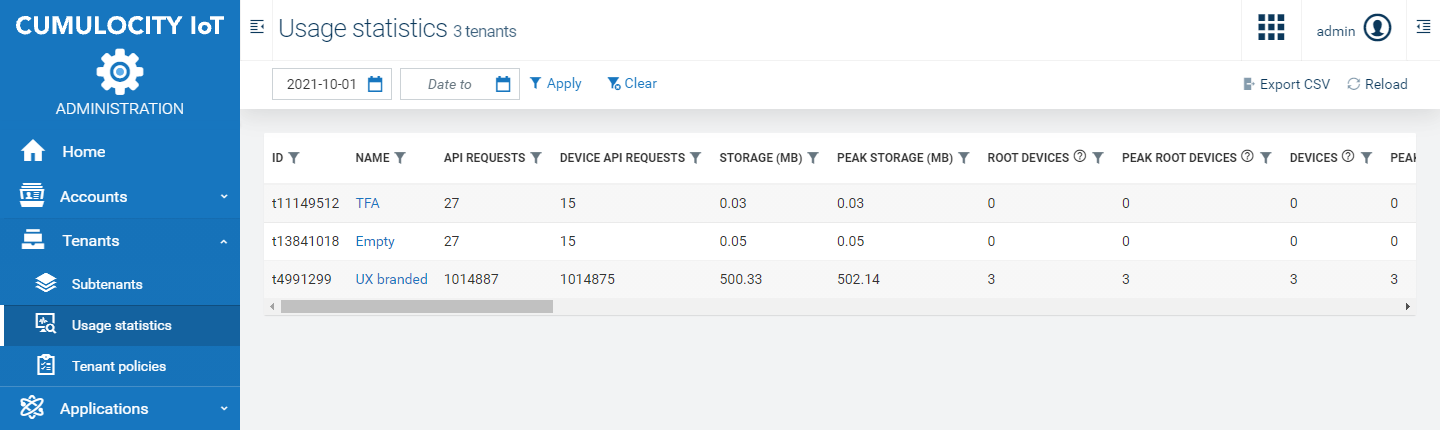 CUMULOCITY IoT
ADMINISTRATION
Home
Accounts
Tenants
Subtenants
Usage statistics
Tenant policies
Applications
Usage statistics 3 tenants
admin
2021-10-01 Date to Apply Clear Export CSV Reload
ID NAME API REQUESTS DEVICE API REQUESTS STORAGE (MB) PEAK STORAGE (MB) ROOT DEVICES ? PEAK ROOT DEVICES ? DEVICES ? PEAK
t11149512 TFA 27 15 0.03 0.03 0 0 0 0
t13841018 Empty 27 15 0.05 0.05 0 0 0 0
t4991299 UX branded 1014887 1014875 500.33 502.14 3 3 3 3